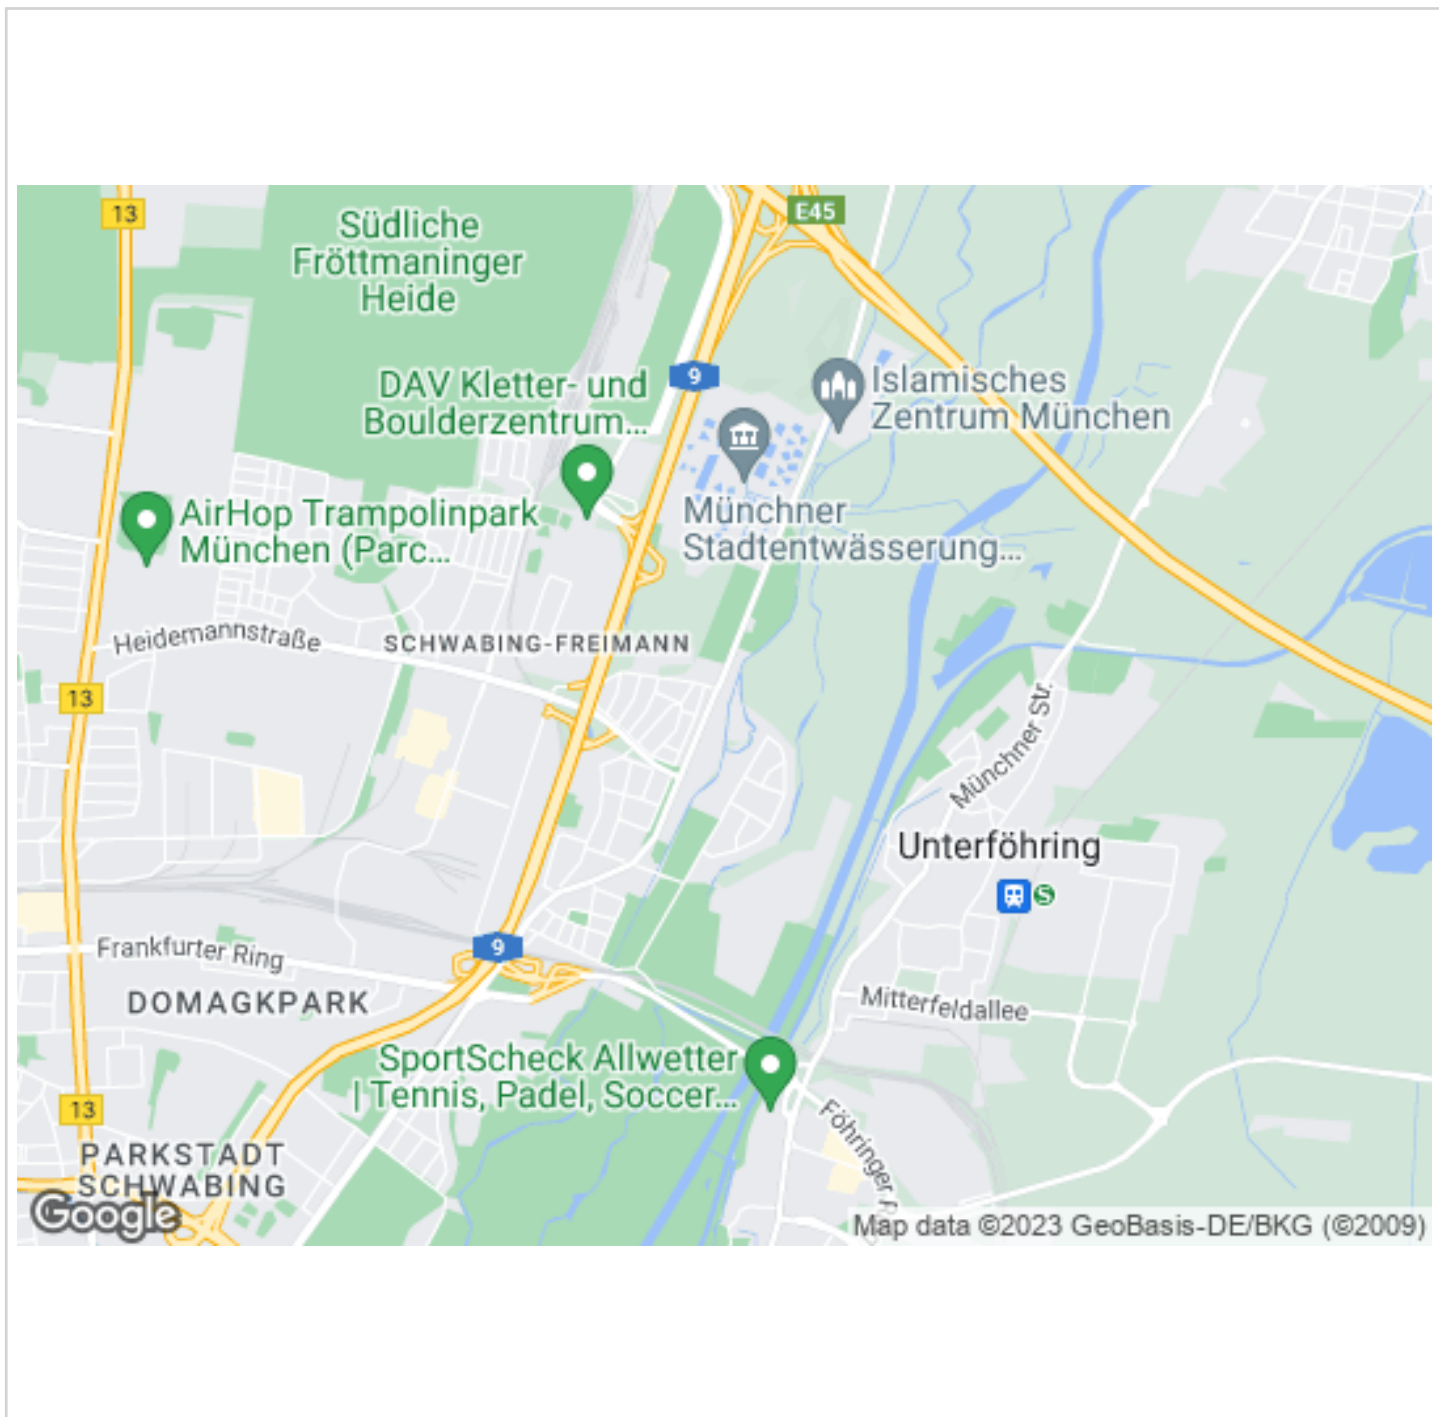 13
E45
Südliche
Fröttmaninger
Heide
9
DAV Kletter- und
Boulderzentrum...
Islamisches
Zentrum München
AirHop Trampolinpark
München (Parc...
Münchner
Stadtentwässerung...
Heidemannstraße
SCHWABING-FREIMANN
13
Münchner Str.
Unterföhring
S
Frankfurter Ring
9
DOMAGKPARK
Mitterfeldallee
SportScheck Allwetter
| Tennis, Padel, Soccer...
13
Föhringer
PARKSTADT
SCHWABING
Google
Map data ©2023 GeoBasis-DE/BKG (©2009)